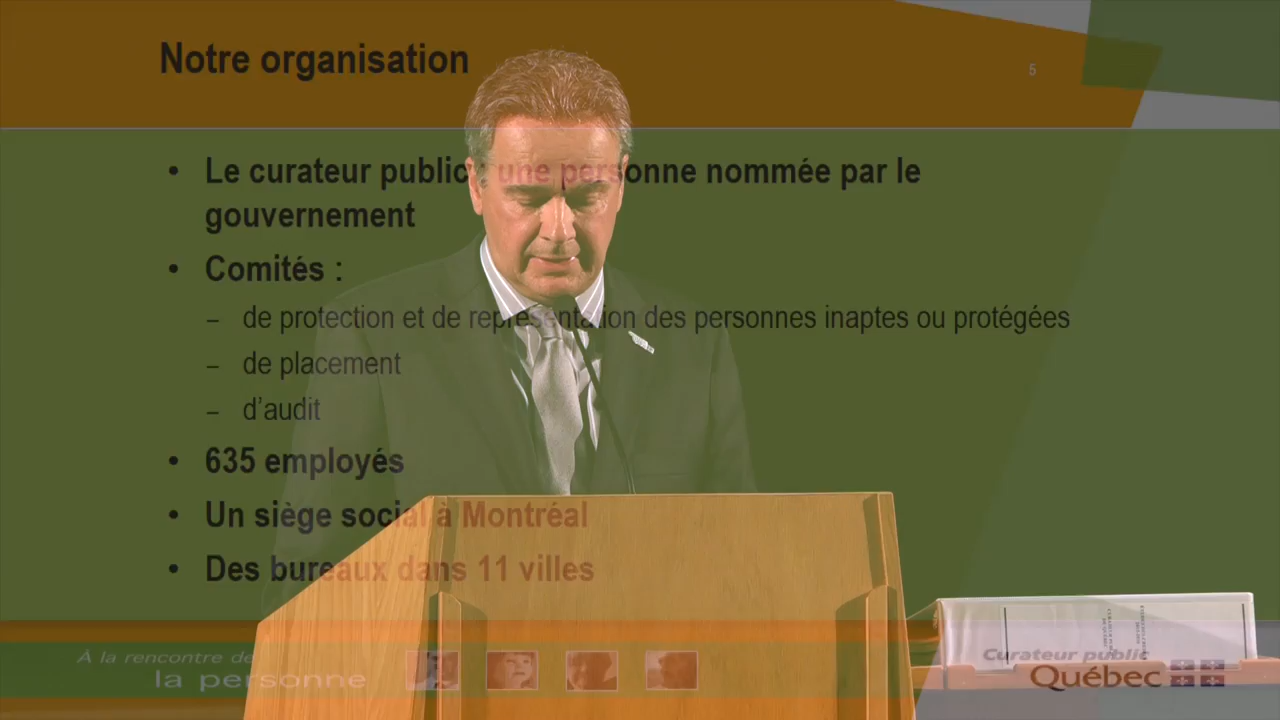 Notre organisation
5
• Le curateur public : une personne nommée par le
gouvernement
• Comités :
– de protection et de représentation des personnes inaptes ou protégées
– de placement
– d’audit
• 635 employés
• Un siège social à Montréal
• Des bureaux dans 11 villes
À la rencontre de
la personne
Curateur public
Québec